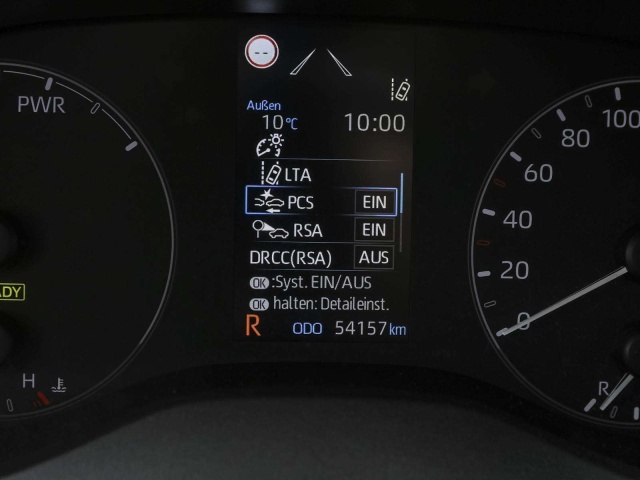 --
PWR
Außen
10°C 10:00
LTA
PCS EIN
RSA EIN
DRCC(RSA) AUS
OK :Syst. EIN/AUS
OK halten: Detaileinst.
R ODO 54157 km
ADY
H
100
80
60
40
20
0
R